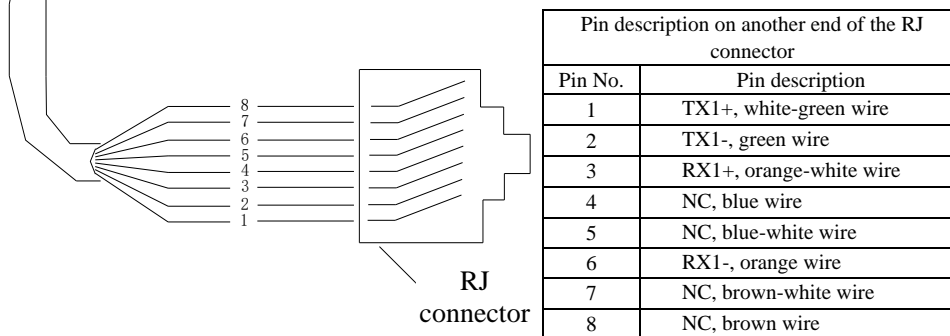 8
7
6
5
4
3
2
1
RJ
connector
Pin description on another end of the RJ
connector
Pin No. Pin description
1 TX1+, white-green wire
2 TX1-, green wire
3 RX1+, orange-white wire
4 NC, blue wire
5 NC, blue-white wire
6 RX1-, orange wire
7 NC, brown-white wire
8 NC, brown wire